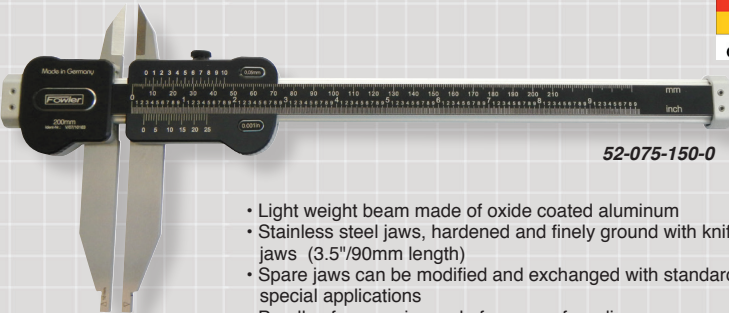 Made in Germany
Fowler
200mm
0 1 2 3 4 5 6 7 8 9 10
0.05mm
10 20 30 40 50 60 70 80 90 100 110 120 130 140 150 160 170 180 190 200 210
mm
inch
0 5 10 15 20 25
0.001in
52-075-150-0
• Light weight beam made of oxide coated aluminum
• Stainless steel jaws, hardened and finely ground with
jaws (3.5"/90mm length)
• Spare jaws can be modified and exchanged with
special applications